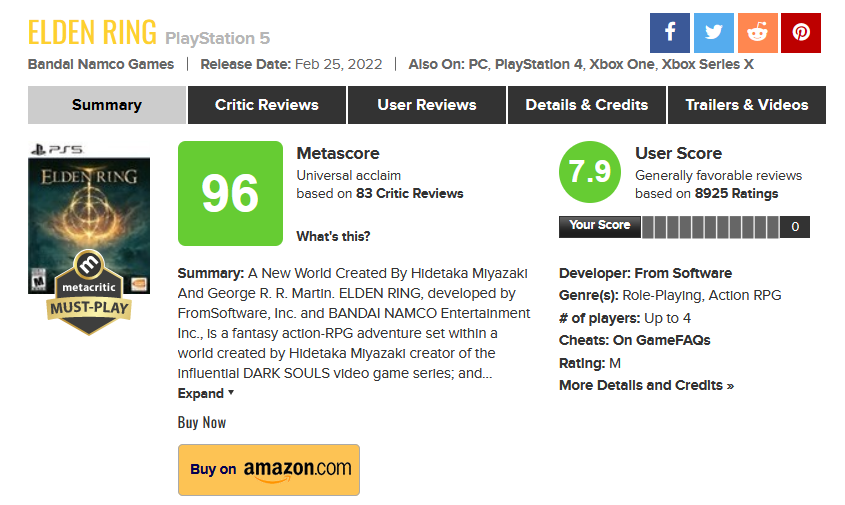 ELDEN RING PlayStation 5
Bandai Namco Games | Release Date: Feb 25, 2022 | Also On: PC, PlayStation 4, Xbox One, Xbox Series X
Summary
Critic Reviews
User Reviews
Details & Credits
Trailers & Videos
PS5
ELDEN RING
metacritic
MUST-PLAY
96
Metascore
Universal acclaim
based on 83 Critic Reviews
What's this?
7.9
User Score
Generally favorable reviews
based on 8925 Ratings
Your Score
0
Summary: A New World Created By Hidetaka Miyazaki
And George R. R. Martin. ELDEN RING, developed by
FromSoftware, Inc. and BANDAI NAMCO Entertainment
Inc., is a fantasy action-RPG adventure set within a
world created by Hidetaka Miyazaki creator of the
influential DARK SOULS video game series; and...
Expand
Buy Now
Buy on amazon.com
Developer: From Software
Genre(s): Role-Playing, Action RPG
# of players: Up to 4
Cheats: On GameFAQs
Rating: M
More Details and Credits »